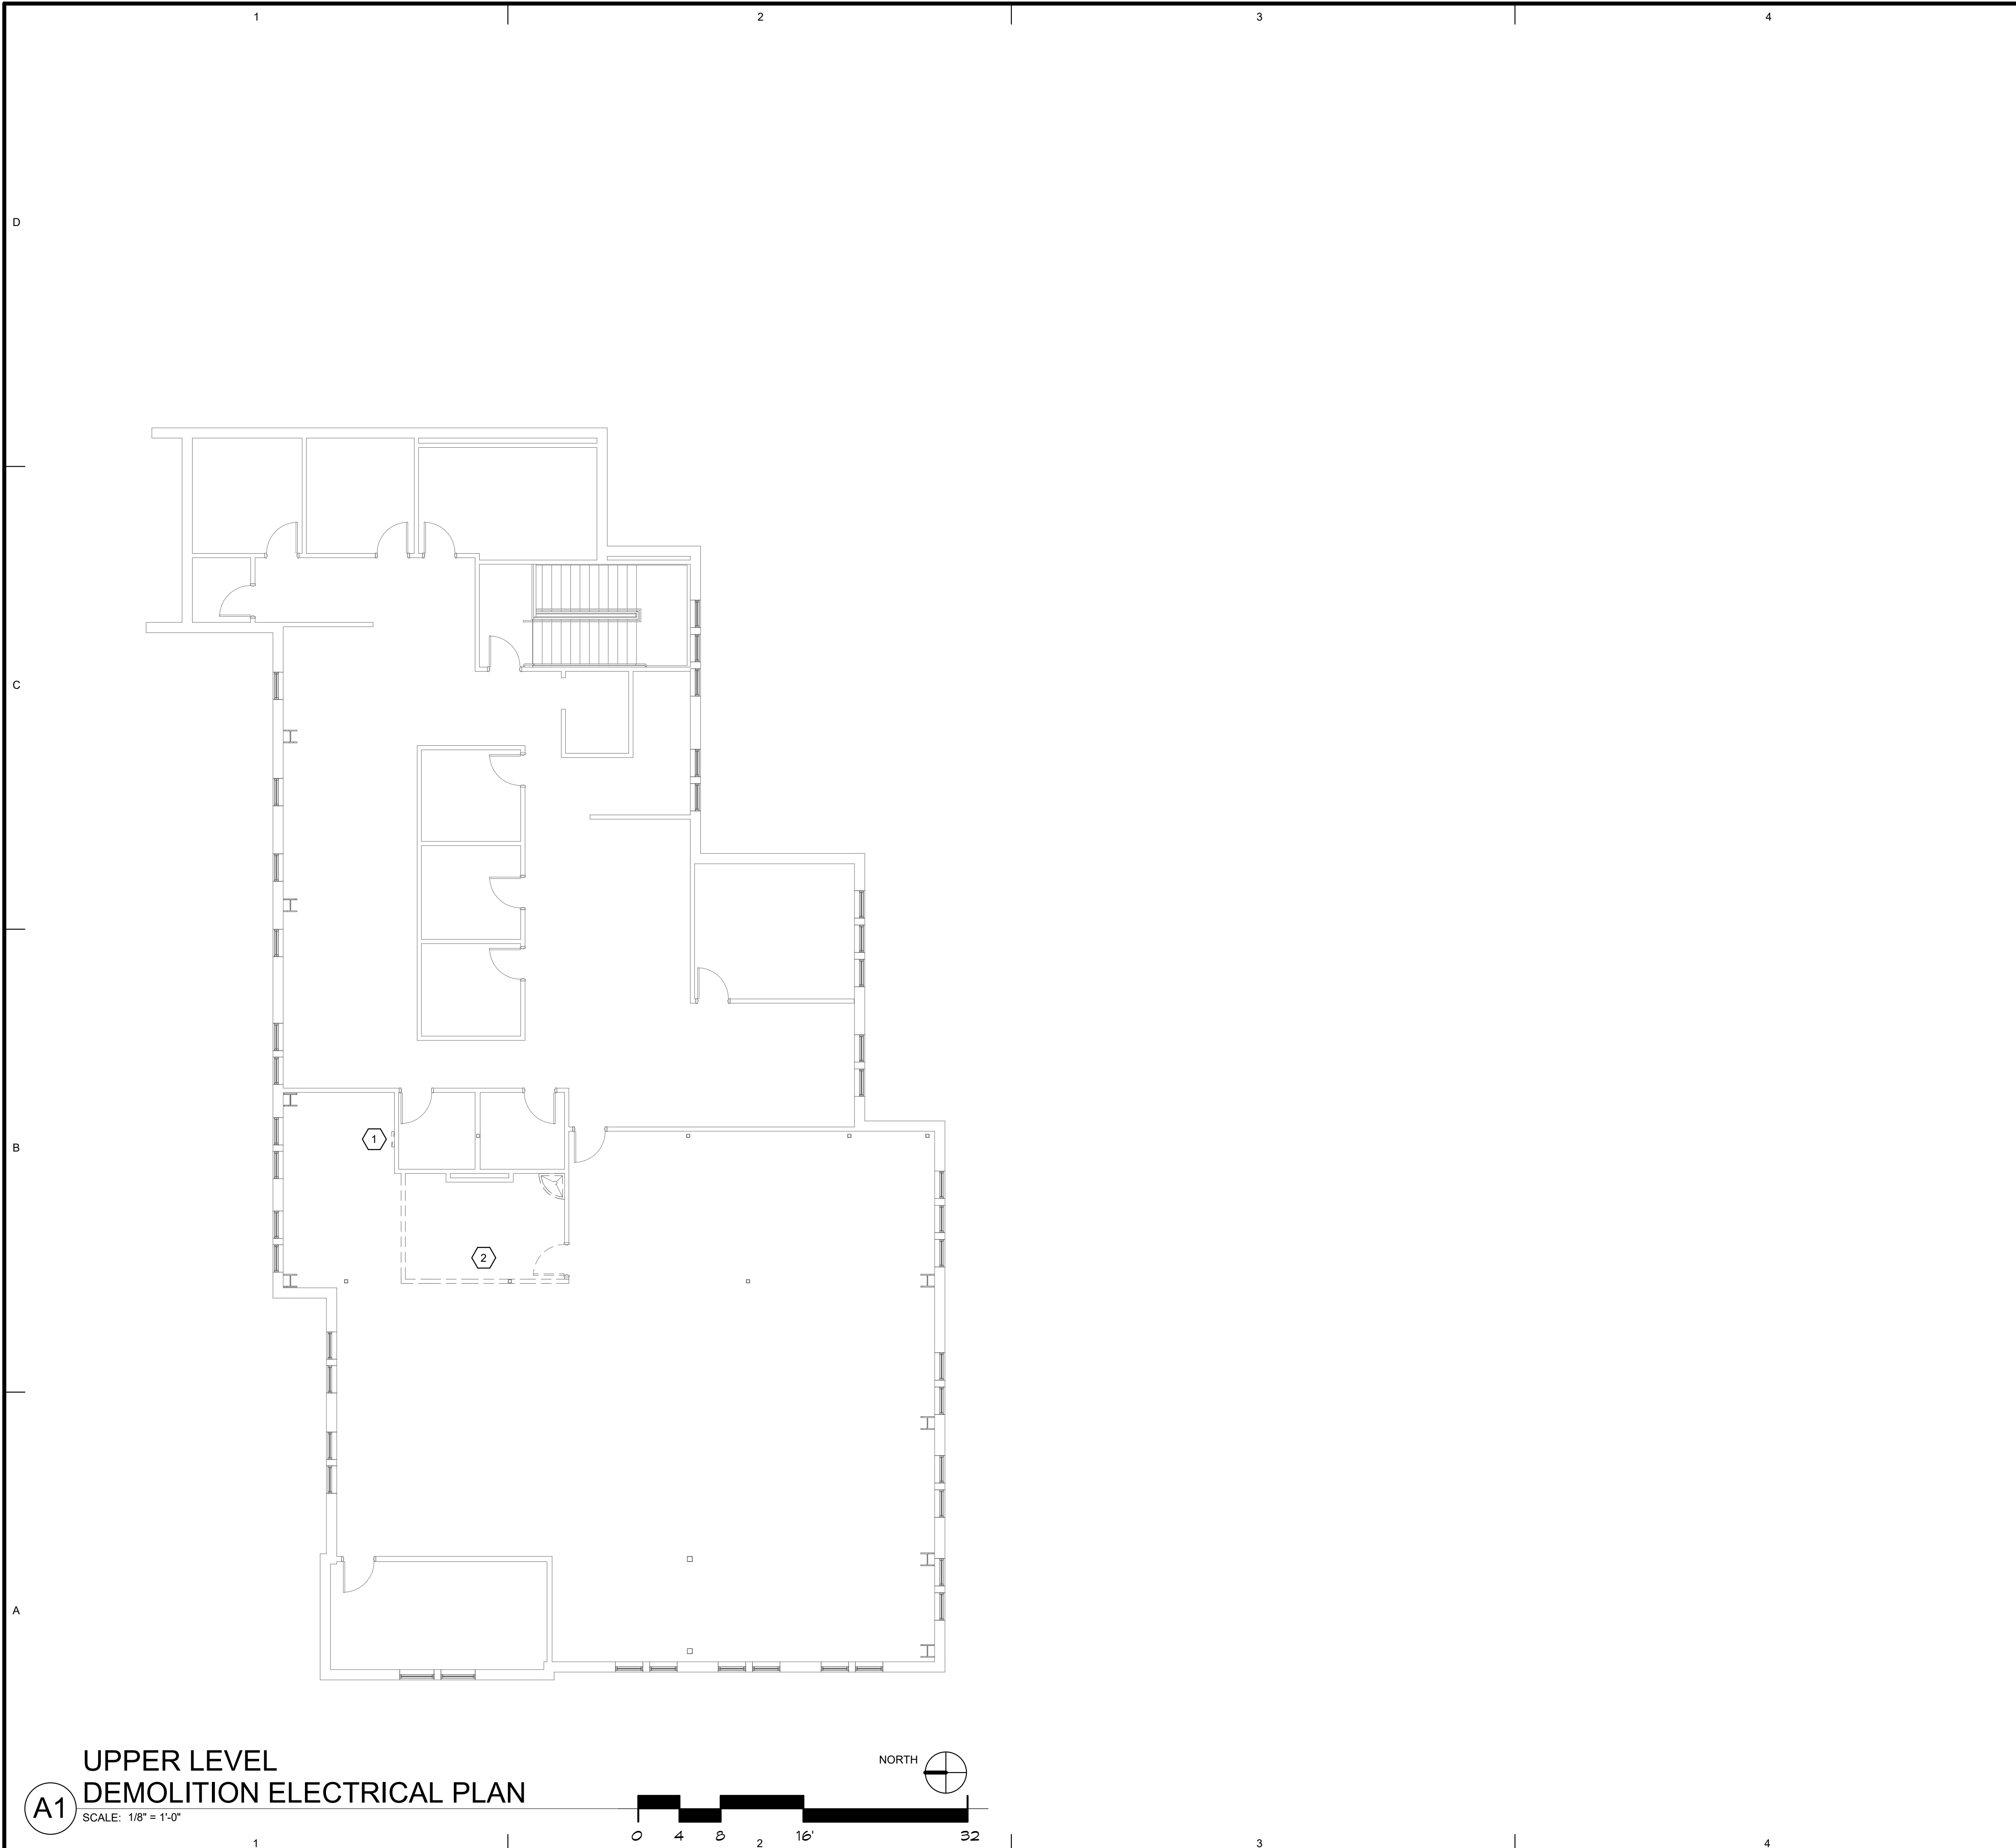 1 2 3 4
D
C
B
A
1
2
UPPER LEVEL
DEMOLITION ELECTRICAL PLAN
A1
SCALE: 1/8" = 1'-0"
NORTH
0 4 8 16' 32
1 2 3 4